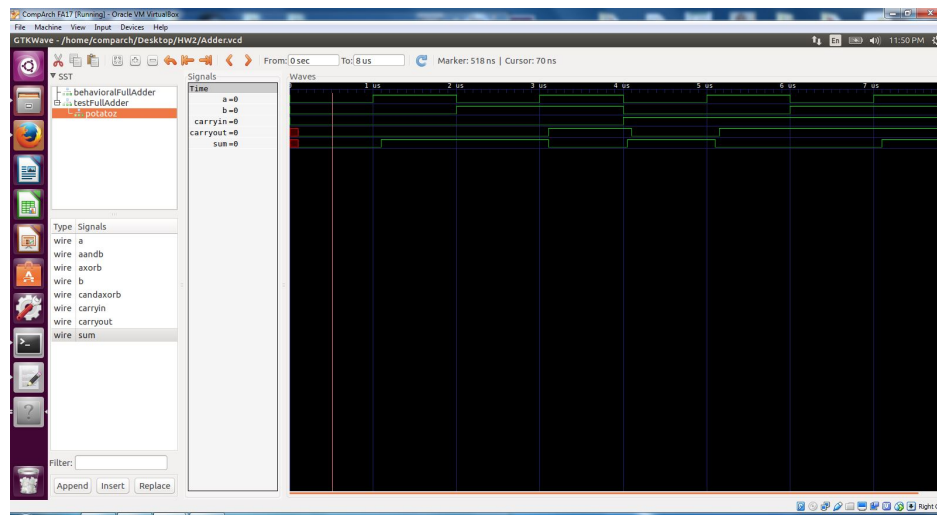 CompArch FA17 [Running] - Oracle VM VirtualBox
File Machine View Input Devices Help
GTKWave - /home/comparch/Desktop/HW2/Adder.vcd
En 11:50 PM
From: 0 sec To: 8 us Marker: 518 ns | Cursor: 70 ns
SST
behavioralFullAdder
testFullAdder
potatoz
Type Signals
wire a
wire aandb
wire axorb
wire b
wire candaxorb
wire carryin
wire carryout
wire sum
Filter:
Append Insert Replace
Signals
Time
a=0
b=0
carryin=0
carryout=0
sum=0
Waves
1 us 2 us 3 us 4 us 5 us 6 us 7 us
Right